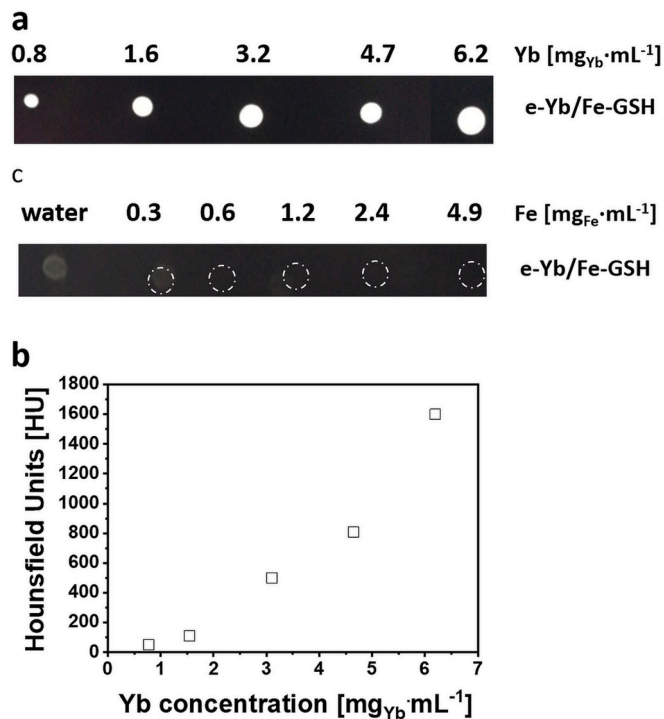 a
0.8 1.6 3.2 4.7 6.2 Yb [mgYb·mL-1]
e-Yb/Fe-GSH
c
water 0.3 0.6 1.2 2.4 4.9 Fe [mgFe·mL-1]
e-Yb/Fe-GSH
b
Hounsfield Units [HU]
1800
1600
1400
1200
1000
800
600
400
200
0
0 1 2 3 4 5 6 7
Yb concentration [mgYb·mL-1]